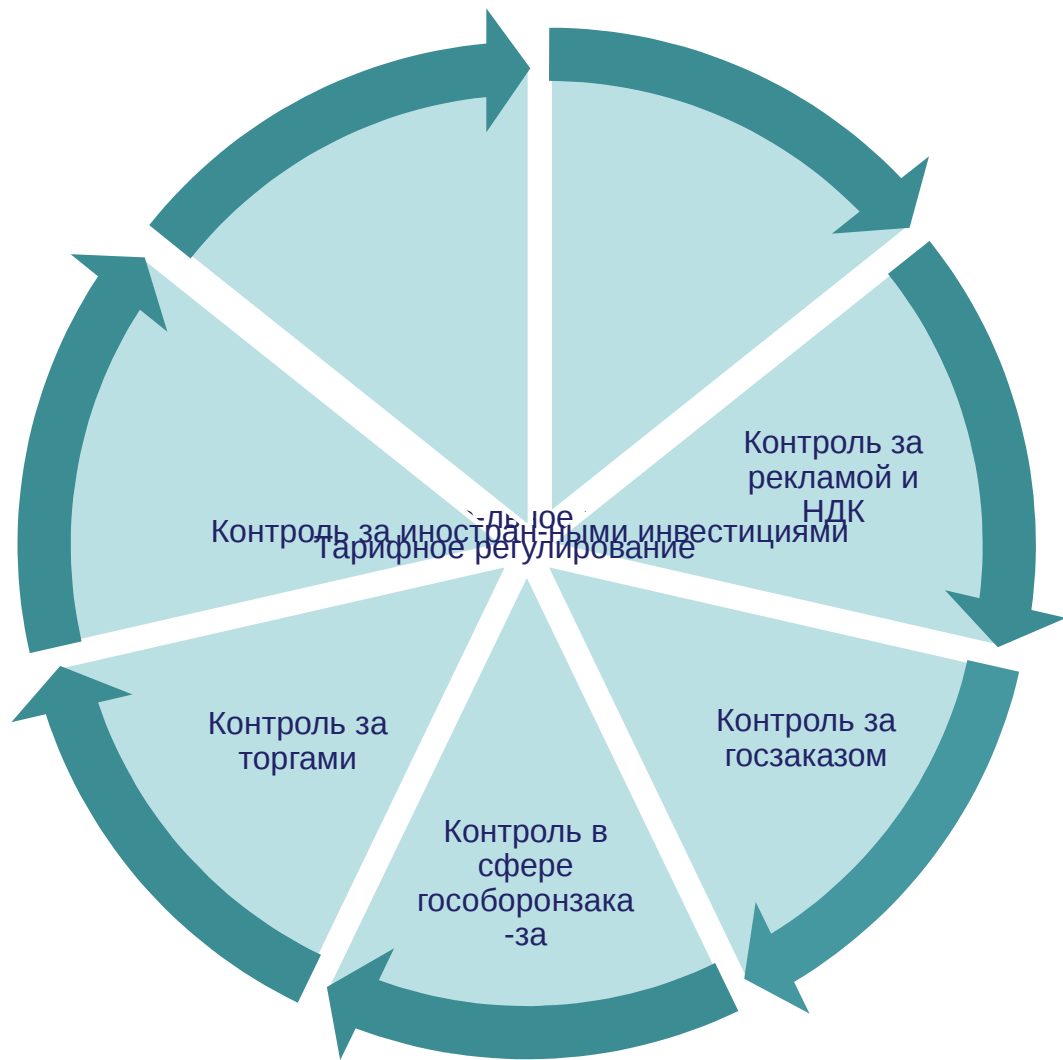 Контроль за
рекламой и
НДК
Контроль за иностран-ными инвестициями
Тарифное регулирование
Контроль за
торгами
Контроль за
госзаказом
Контроль в
сфере
гособоронзака
-за